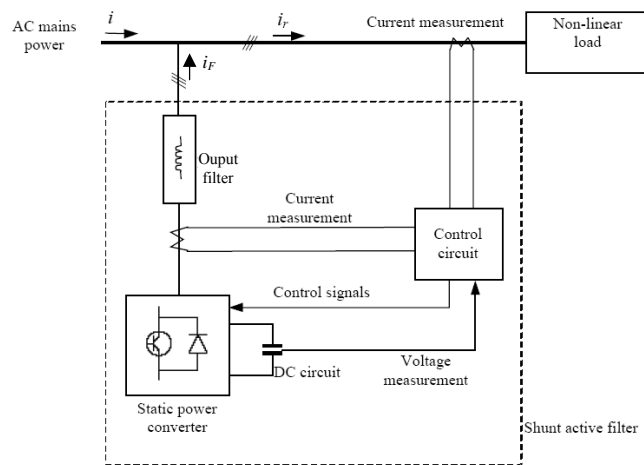 AC mains
power
i
i_r
Current measurement
Non-linear
load
i_F
Ouput
filter
Current
measurement
Control
circuit
Control signals
DC circuit
Voltage
measurement
Static power
converter
Shunt active filter